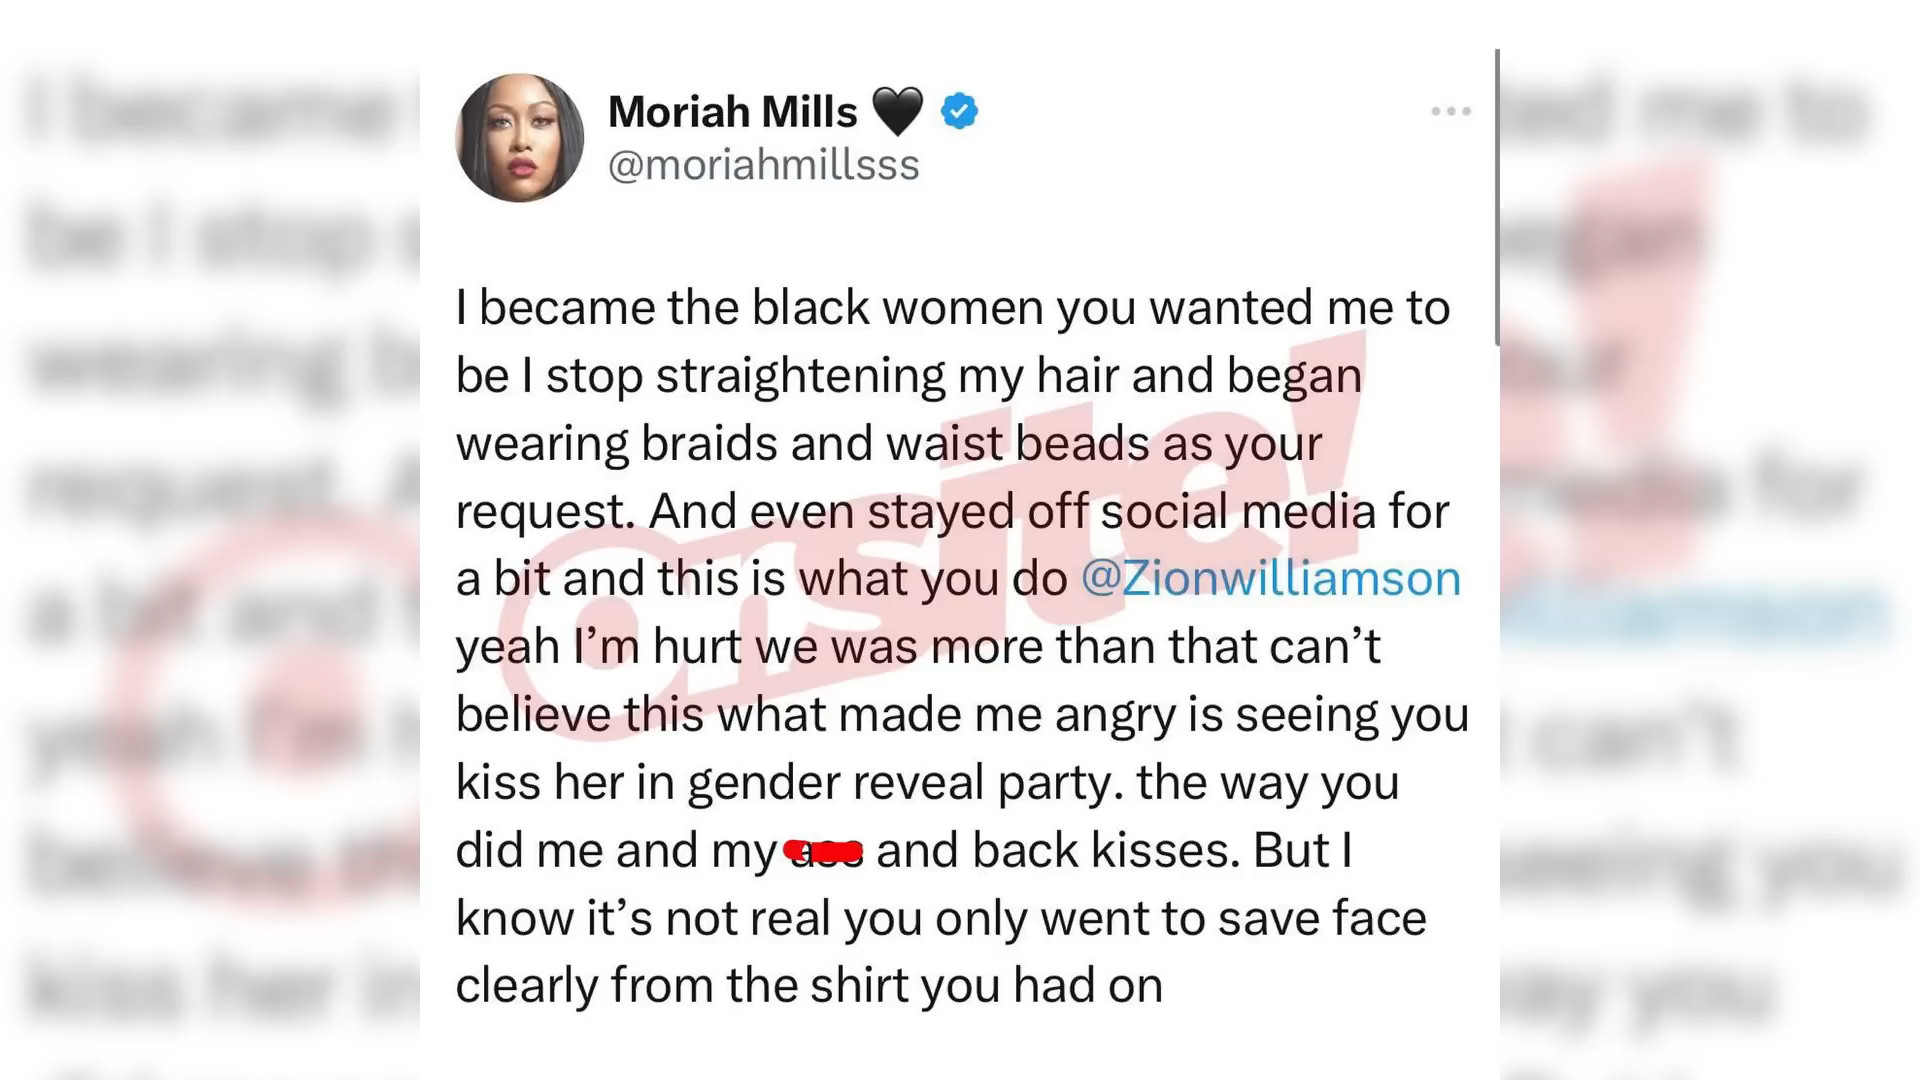 Moriah Mills 🖤
@moriahmillsss
I became the black women you wanted me to
be I stop straightening my hair and began
wearing braids and waist beads as your
request. And even stayed off social media for
a bit and this is what you do @Zionwilliamson
yeah I’m hurt we was more than that can’t
believe this what made me angry is seeing you
kiss her in gender reveal party. the way you
did me and my ass and back kisses. But I
know it’s not real you only went to save face
clearly from the shirt you had on
Onsite!